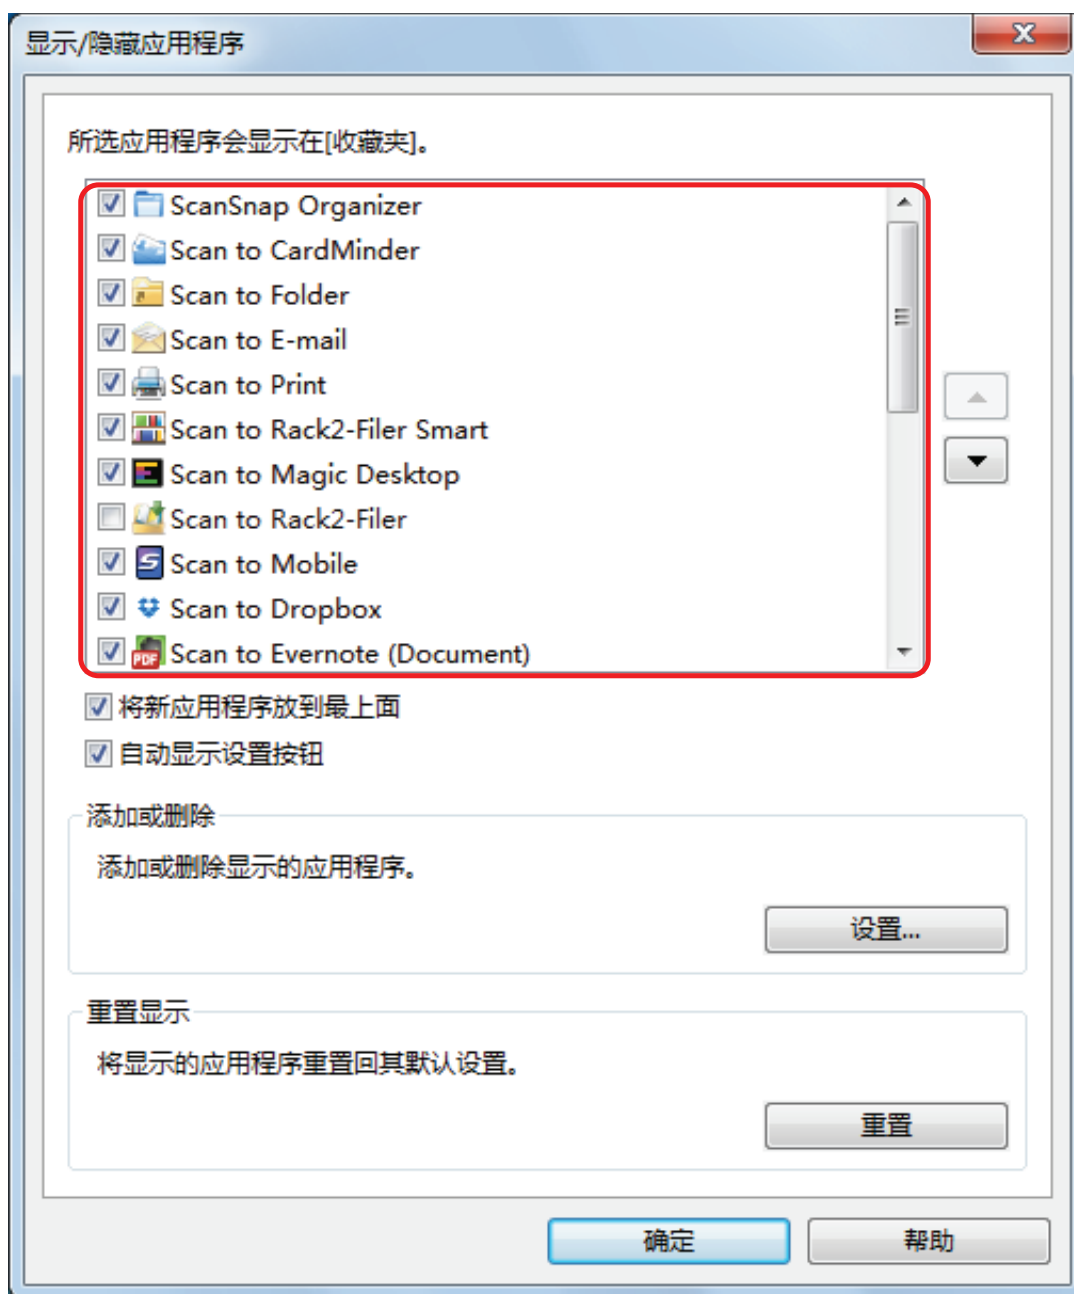 显示/隐藏应用程序
所选应用程序会显示在[收藏夹]。
ScanSnap Organizer
Scan to CardMinder
Scan to Folder
Scan to E-mail
Scan to Print
Scan to Rack2-Filer Smart
Scan to Magic Desktop
Scan to Rack2-Filer
Scan to Mobile
Scan to Dropbox
PDF Scan to Evernote (Document)
将新应用程序放到最上面
自动显示设置按钮
添加或删除
添加或删除显示的应用程序。
设置...
重置显示
将显示的应用程序重置回其默认设置。
重置
确定 帮助